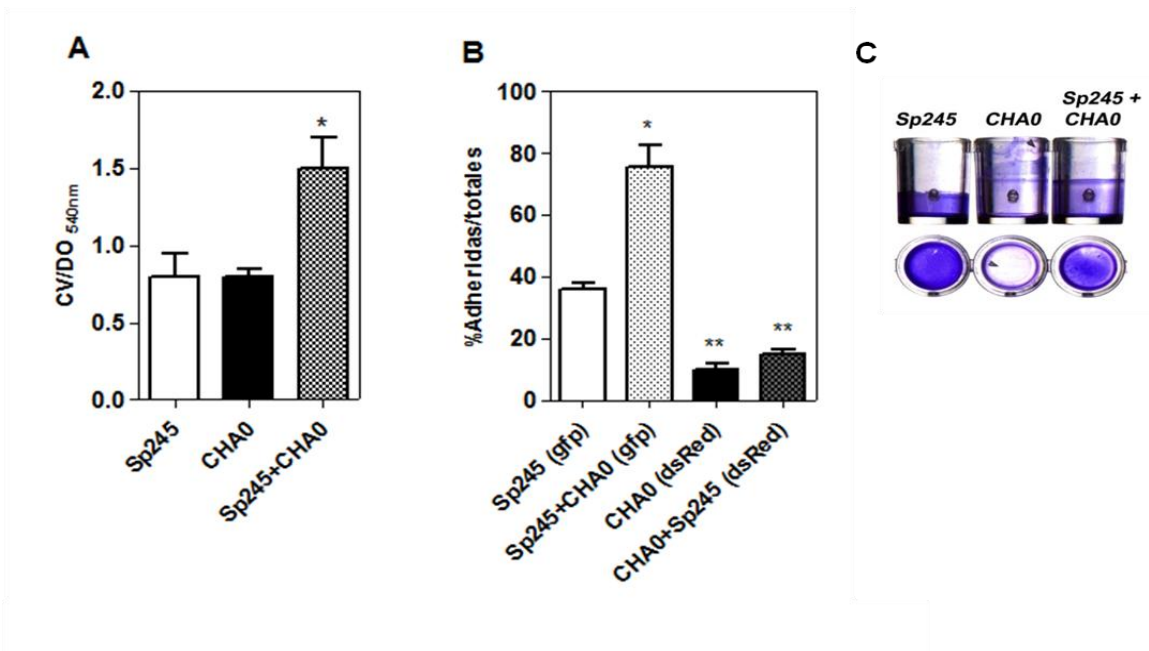 A
2.0
1.5
1.0
0.5
0.0
CV/DO 540nm
*
Sp245
CHA0
Sp245+CHA0
B
100
80
60
40
20
0
%Adheridas/totales
*
**
**
Sp245 (gfp)
Sp245+CHA0 (gfp)
CHA0 (dsRed)
CHA0+Sp245 (dsRed)
C
Sp245
CHA0
Sp245 +
CHA0